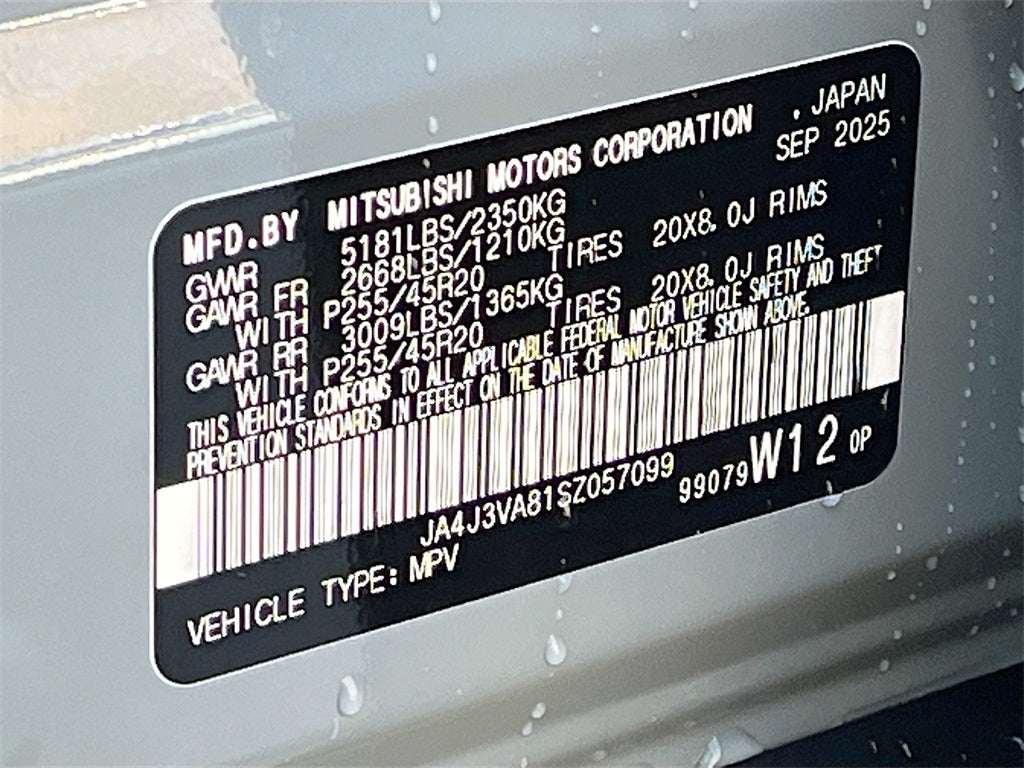 MFD.BY MITSUBISHI MOTORS CORPORATION . JAPAN
SEP 2025
GVWR 5181LBS/2350KG
GAWR FR 2668LBS/1210KG
WITH P255/45R20 TIRES 20X8.0J RIMS
GAWR RR 3009LBS/1365KG
WITH P255/45R20 TIRES 20X8.0J RIMS
THIS VEHICLE CONFORMS TO ALL APPLICABLE FEDERAL MOTOR VEHICLE SAFETY AND THEFT
PREVENTION STANDARDS IN EFFECT ON THE DATE OF MANUFACTURE SHOWN ABOVE.
JA4J3VA81SZ057099
99079W12 0P
VEHICLE TYPE: MPV